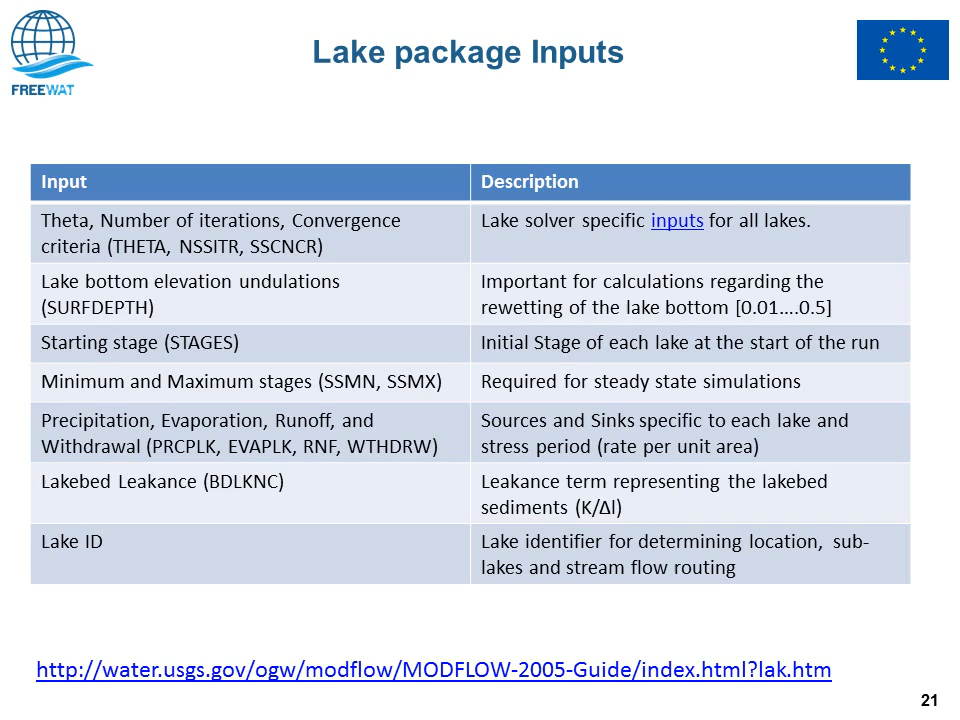 FREEWAT
Lake package Inputs
Input
Description
Theta, Number of iterations, Convergence
criteria (THETA, NSSITR, SSCNCR)
Lake solver specific inputs for all lakes.
Lake bottom elevation undulations
(SURFDEPTH)
Important for calculations regarding the
rewetting of the lake bottom [0.01....0.5]
Starting stage (STAGES)
Initial Stage of each lake at the start of the run
Minimum and Maximum stages (SSMN, SSMX)
Required for steady state simulations
Precipitation, Evaporation, Runoff, and
Withdrawal (PRCPLK, EVAPLK, RNF, WTHDRW)
Sources and Sinks specific to each lake and
stress period (rate per unit area)
Lakebed Leakance (BDLKNC)
Leakance term representing the lakebed
sediments (K/Δl)
Lake ID
Lake identifier for determining location, sub-
lakes and stream flow routing
http://water.usgs.gov/ogw/modflow/MODFLOW-2005-Guide/index.html?lak.htm
21